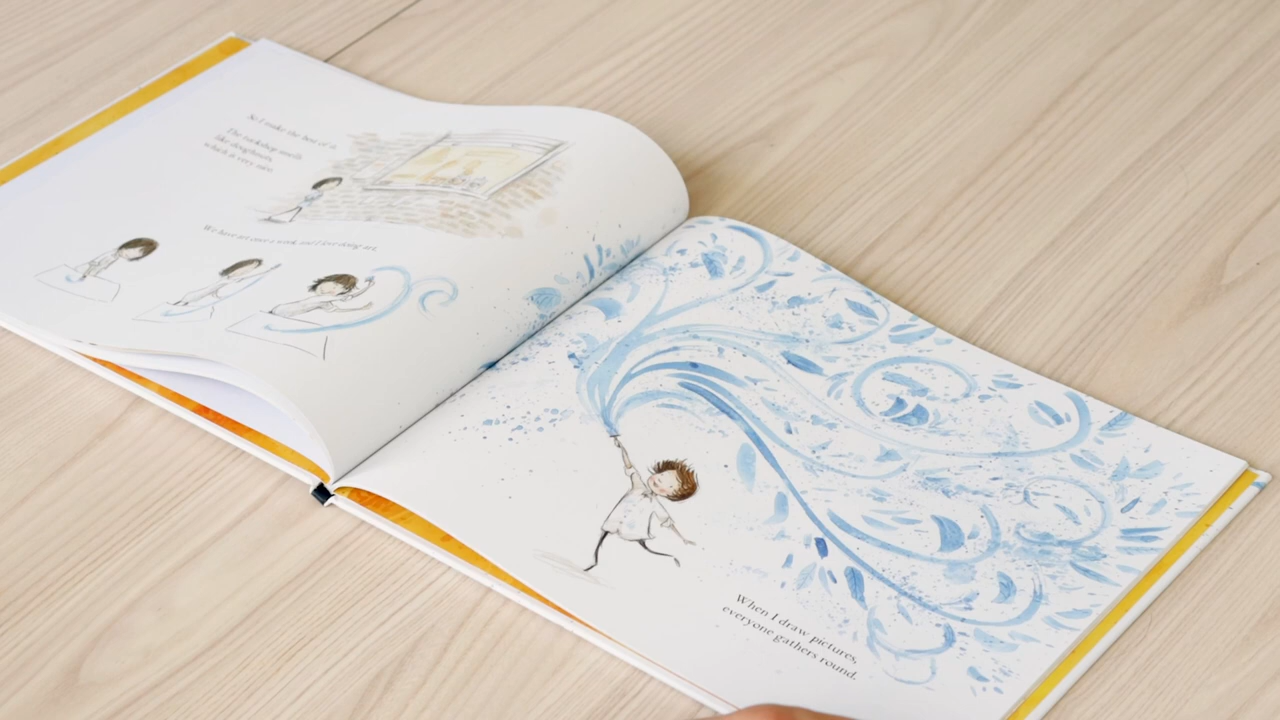 So I make the best of it.
The workshop smells
like doughnuts,
which is very nice.
We have art once a week, and I love doing art.
When I draw pictures,
everyone gathers round.